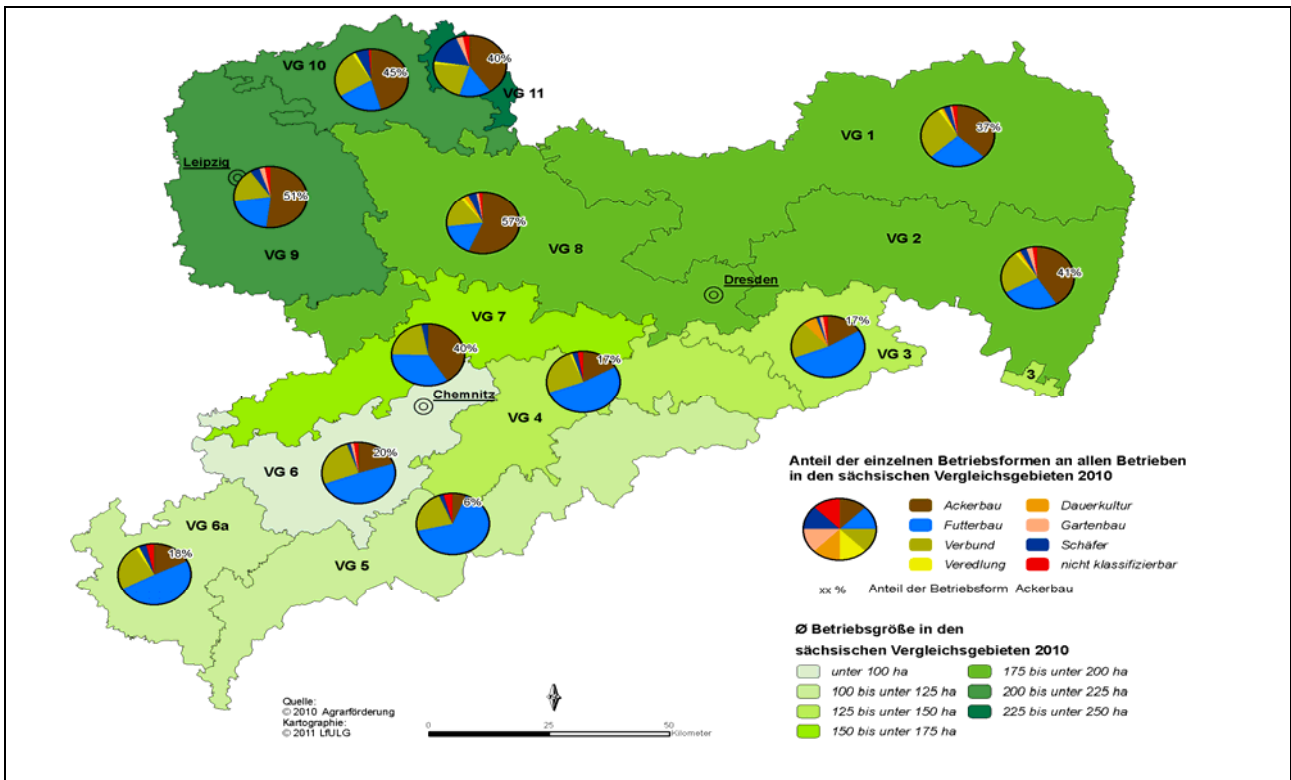 VG 10
45%
40%
VG 11
VG 1
37%
Leipzig
51%
VG 9
57%
VG 8
VG 2
41%
Dresden
VG 7
40%
17%
17%
VG 3
3
Chemnitz
VG 4
VG 6
20%
6%
VG 6a
18%
VG 5
Anteil der einzelnen Betriebsformen an allen Betrieben
in den sächsischen Vergleichsgebieten 2010
Ackerbau
Futterbau
Verbund
Veredlung
Dauerkultur
Gartenbau
Schäfer
nicht klassifizierbar
xx % Anteil der Betriebsform Ackerbau
Ø Betriebsgröße in den
sächsischen Vergleichsgebieten 2010
unter 100 ha
100 bis unter 125 ha
125 bis unter 150 ha
150 bis unter 175 ha
175 bis unter 200 ha
200 bis unter 225 ha
225 bis unter 250 ha
Quelle:
© 2010 Agrarförderung
Kartographie:
© 2011 LfULG
0 25 50
Kilometer